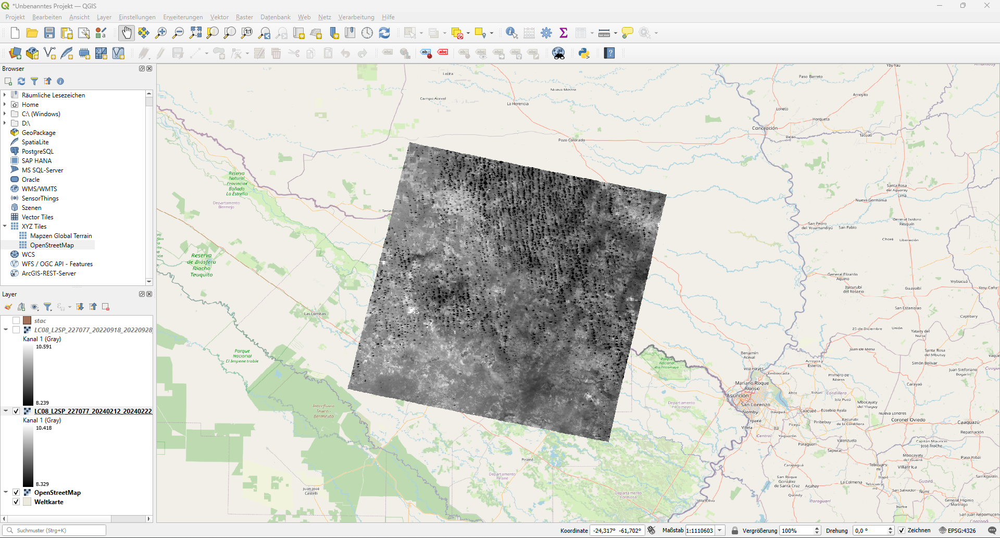 *Unbenanntes Projekt — QGIS
Projekt Bearbeiten Ansicht Layer Einstellungen Erweiterungen Vektor Raster Datenbank Web Netz Verarbeitung Hilfe
Browser
Räumliche Lesezeichen
Home
C:\ (Windows)
D:\
GeoPackage
SpatiaLite
PostgreSQL
SAP HANA
MS SQL-Server
Oracle
WMS/WMTS
SensorThings
Szenen
Vector Tiles
XYZ Tiles
Mapzen Global Terrain
OpenStreetMap
WCS
WFS / OGC API - Features
ArcGIS-REST-Server
Layer
stac
LC08_L2SP_227077_20220918_20220928
Kanal 1 (Gray)
10.591
8.239
LC08_L2SP_227077_20240212_20240222
Kanal 1 (Gray)
10.418
8.329
OpenStreetMap
Weltkarte
Yby Yaú
Lolita
Paso Barreto
Nueva Mestre
Campo Aceval
Arroyito
La Herencia
Loreto
Horqueta
Concepción
Belén
Tacuatí
Pozo Colorado
Reserva
Natural
Provincial
Bañado
La Estrella
Departamento
Bermejo
Santa Rosa
del Aguaray
Lima
Nueva Germania
General Isidoro
Resquín
San Pedro
del Ycuamandiyú
San Pablo
Choré
Liberación
Reserva
de Biósfera
Riacho
Teuquito
General Elizardo
Aquino
Itacurubí
del Rosario
Yrybucuá
Guayaibí
Yasy Cañy
San Estanislao
Las Lomitas
Capiibary
25 de Diciembre
Unión
Yataity del
Norte
Juan de Mena
Parque
Nacional
El Impenetrable
Parque
Nacional
Río Pilcomayo
Benjamín
Aceval
Santa Rosa
del Mbutuy
Arroyos y
Esteros
Simón Bolívar
Villa Hayes
Emboscada
Juan Sinforiano
Bogarín
Primero de
Marzo
Mariano Roque
Alonso
Carayaó
Altos
Tobatí
Cordillera
Asunción
Isla Pucú
San Lorenzo
Mbocayaty
del Yhaguy
Departamento
Pilcomayo
Interfluvio
Teuco -
Bermejito
Ñemby
Itauguá
Caacupé
Eusebio Ayala
Nueva Londres
Coronel Oviedo
Ypané
Piribebuy
Itacurubí
de la Cordillera
Caaguazú
Villeta
Itá
Pirayú
Repatriación
Central
Yaguarón
Valenzuela
Capitán Mauricio
José Troche
Paraguarí
Sapucai
Pirané
Mbocayaty
del Guairá
Paso Yobái
Carapeguá
Tebicuary-
mi
Villarrica
Departamento
Pirané
San Roque
González
de Santa Cruz
Itapé
San Agustín
Acahay
La Colmena
Guairá
Juan José
Castelli
Departamento
Formosa
Quiindy
San Salvador
Ñumí
Villa Oliva
Paraguarí
Iturbe
General Higinio
Morínigo
San Juan Nepomuceno
Suchmuster (Strg+K)
Koordinate -24,317° -61,702° Maßstab 1:1110603 Vergrößerung 100% Drehung 0,0 ° Zeichnen EPSG:4326